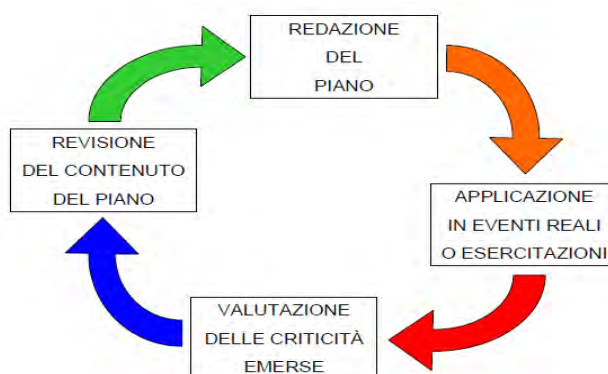 REDAZIONE
DEL
PIANO
APPLICAZIONE
IN EVENTI REALI
O ESERCITAZIONI
VALUTAZIONE
DELLE CRITICITÀ
EMERSE
REVISIONE
DEL CONTENUTO
DEL PIANO